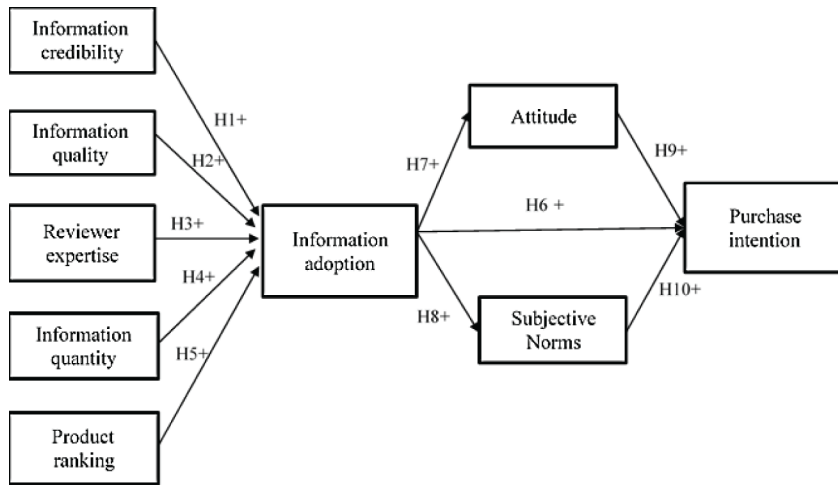 Information
credibility
H1+
Information
quality
H2+
Reviewer
expertise
H3+
Information
quantity
H4+
Product
ranking
H5+
Information
adoption
H7+
H6 +
H8+
Attitude
Subjective
Norms
H9+
H10+
Purchase
intention